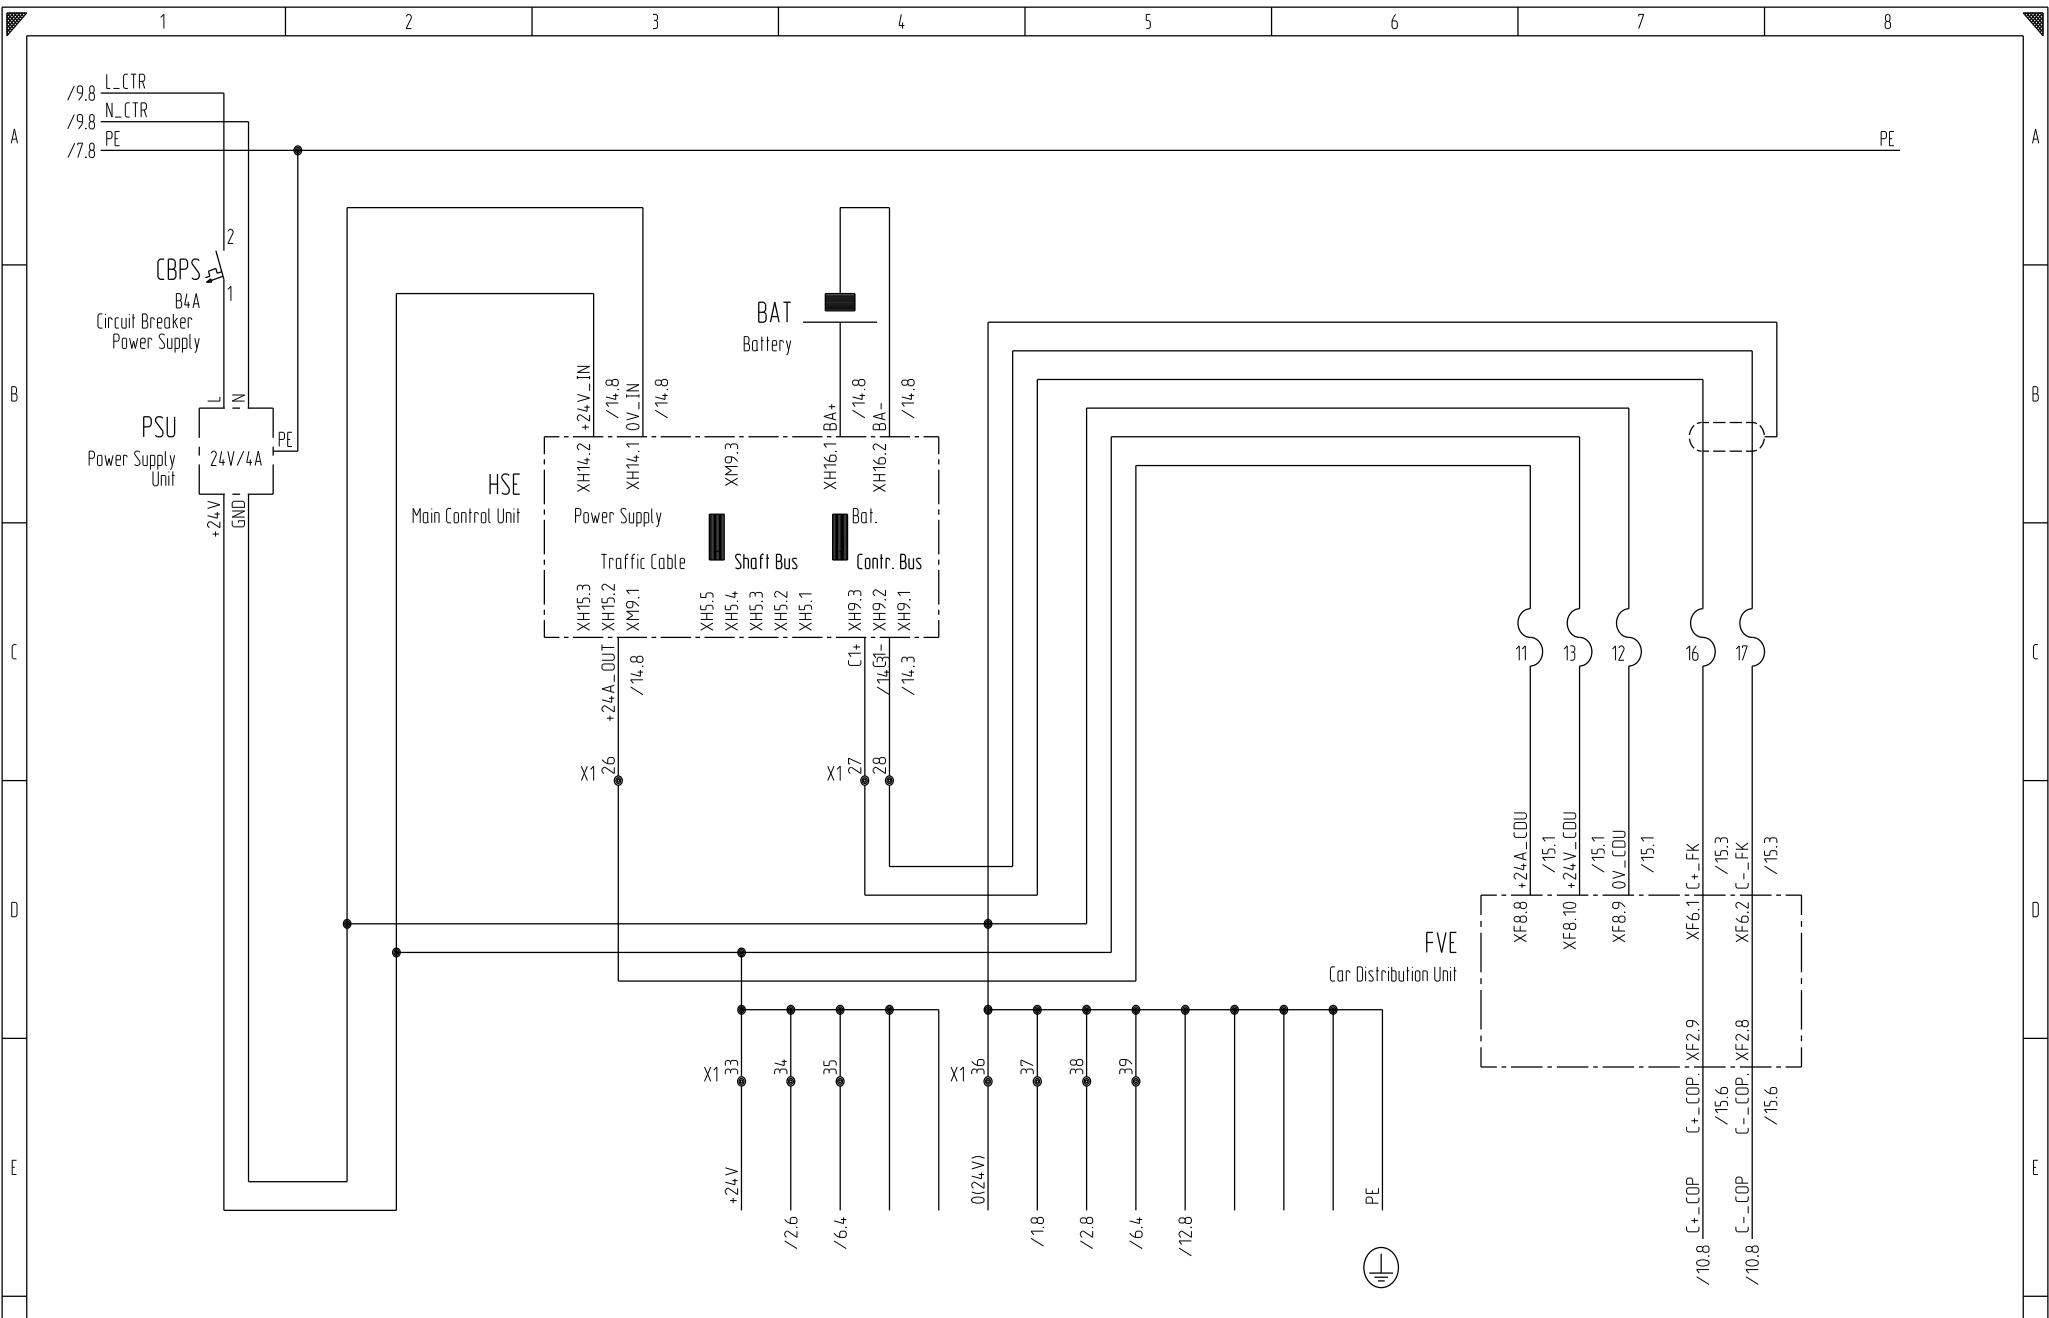 1 2 3 4 5 6 7 8
L_CTR
/9.8
N_CTR
/9.8
PE
/7.8
PE
A A
2
CBPS
1
B4A
Circuit Breaker
Power Supply
BAT
Battery
+24V_IN
/14.8
0V_IN
/14.8
BA+
/14.8
BA-
/14.8
B B
L
N
PSU
PE
Power Supply
Unit
24V/4A
+24V
GND
HSE
Main Control Unit
XH14.2
XH14.1
XM9.3
XH16.1
XH16.2
Power Supply
Bat.
Traffic Cable
Shaft Bus
Contr. Bus
XH15.3
XH15.2
XM9.1
XH5.5
XH5.4
XH5.3
XH5.2
XH5.1
XH9.3
XH9.2
XH9.1
C C
+24A_OUT
/14.8
C1+
/14.3
C1-
/14.3
11
13
12
16
17
X1
26
X1
27
28
+24A_CDU
/15.1
+24V_CDU
/15.1
0V_CDU
/15.1
C+_FK
/15.3
C-_FK
/15.3
D D
FVE
Car Distribution Unit
XF8.8
XF8.10
XF8.9
XF6.1
XF6.2
XF2.9
XF2.8
X1
33
34
35
X1
36
37
38
39
C+_COP.
/15.6
C-_COP.
/15.6
E E
+24V
/2.6
/6.4
0(24V)
/1.8
/2.8
/6.4
/12.8
PE
C+_COP
/10.8
C-_COP
/10.8